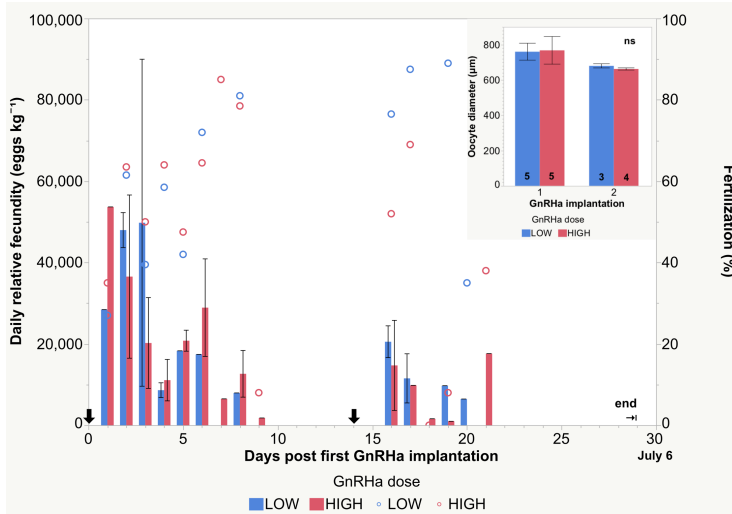 100,000
80,000
60,000
40,000
20,000
0
Daily relative fecundity (eggs kg⁻¹)
100
80
60
40
20
0
Fertilization (%)
800
600
400
200
0
Oocyte diameter (µm)
ns
5 5 3 4
1 2
GnRHa implantation
GnRHa dose
LOW HIGH
end
0 5 10 15 20 25 30
Days post first GnRHa implantation
July 6
GnRHa dose
LOW HIGH LOW HIGH